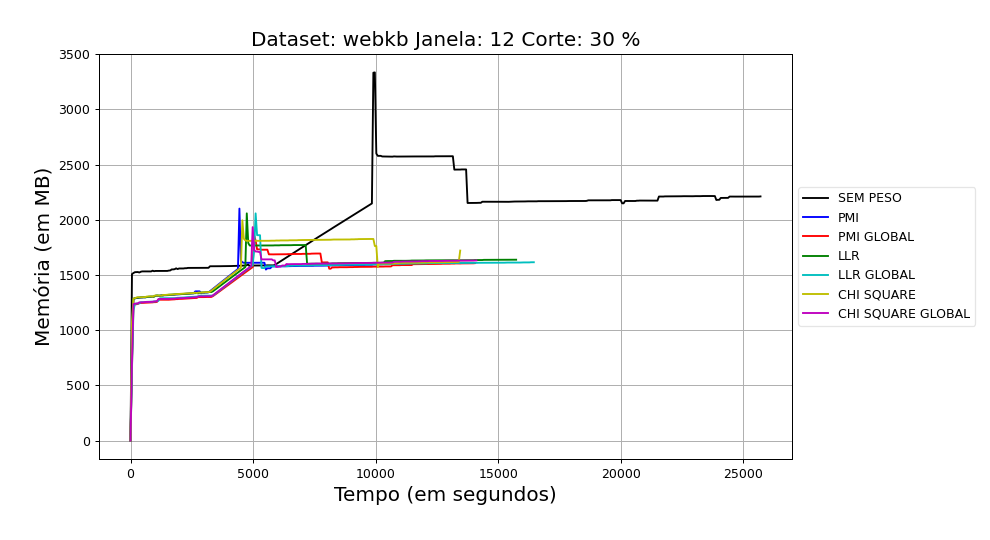 Dataset: webkb Janela: 12 Corte: 30 %
3500
3000
2500
2000
1500
1000
500
0
Memória (em MB)
0 5000 10000 15000 20000 25000
Tempo (em segundos)
SEM PESO
PMI
PMI GLOBAL
LLR
LLR GLOBAL
CHI SQUARE
CHI SQUARE GLOBAL